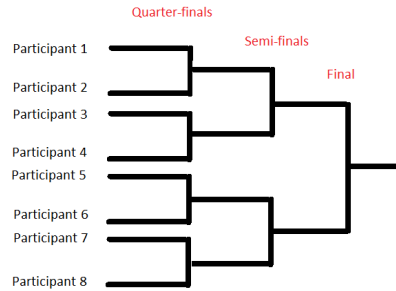 Quarter-finals
Semi-finals
Final
Participant 1
Participant 2
Participant 3
Participant 4
Participant 5
Participant 6
Participant 7
Participant 8